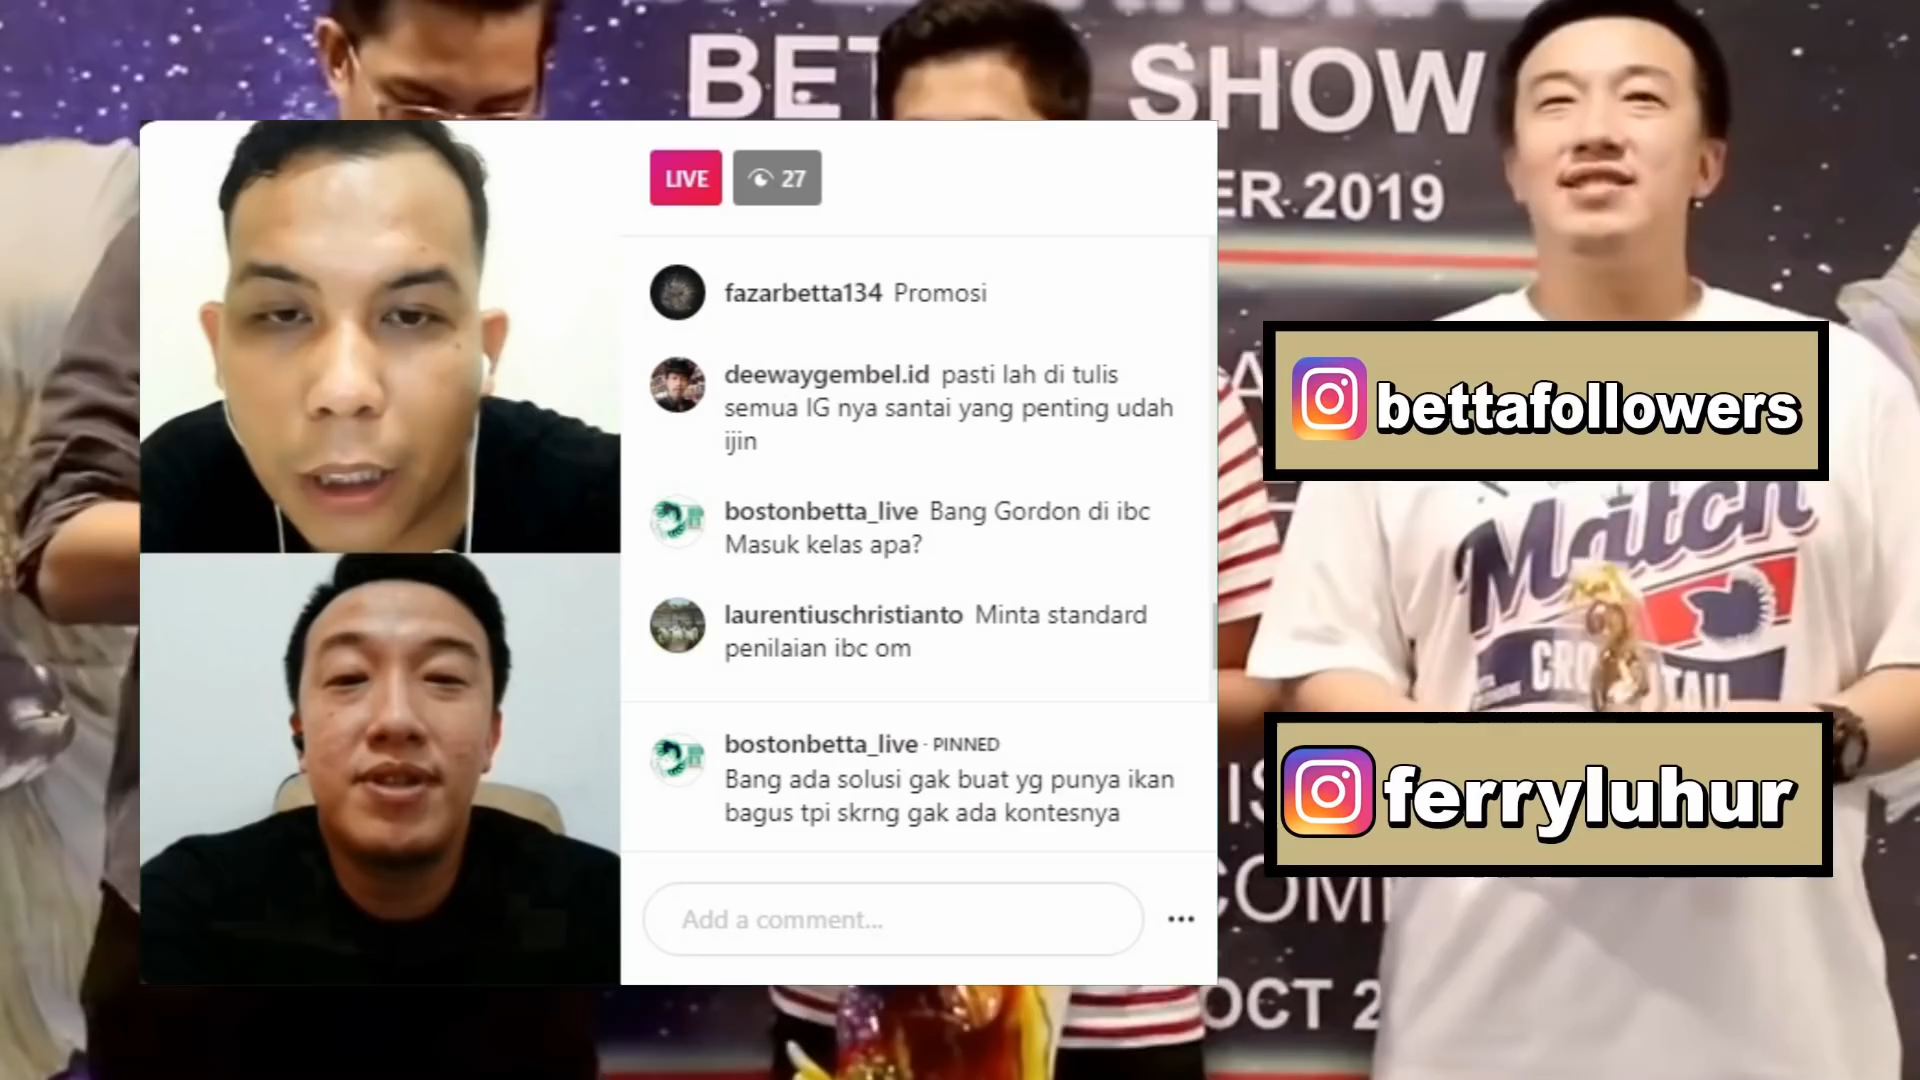 SHOW
ER 2019
LIVE
27
fazarbetta134 Promosi
deewaygembel.id pasti lah di tulis
semua IG nya santai yang penting udah
ijin
bostonbetta_live Bang Gordon di ibc
Masuk kelas apa?
laurentiuschristianto Minta standard
penilaian ibc om
bostonbetta_live · PINNED
Bang ada solusi gak buat yg punya ikan
bagus tpi skrng gak ada kontesnya
Add a comment...
bettafollowers
Match
ferryluhur
COM
OCT 2